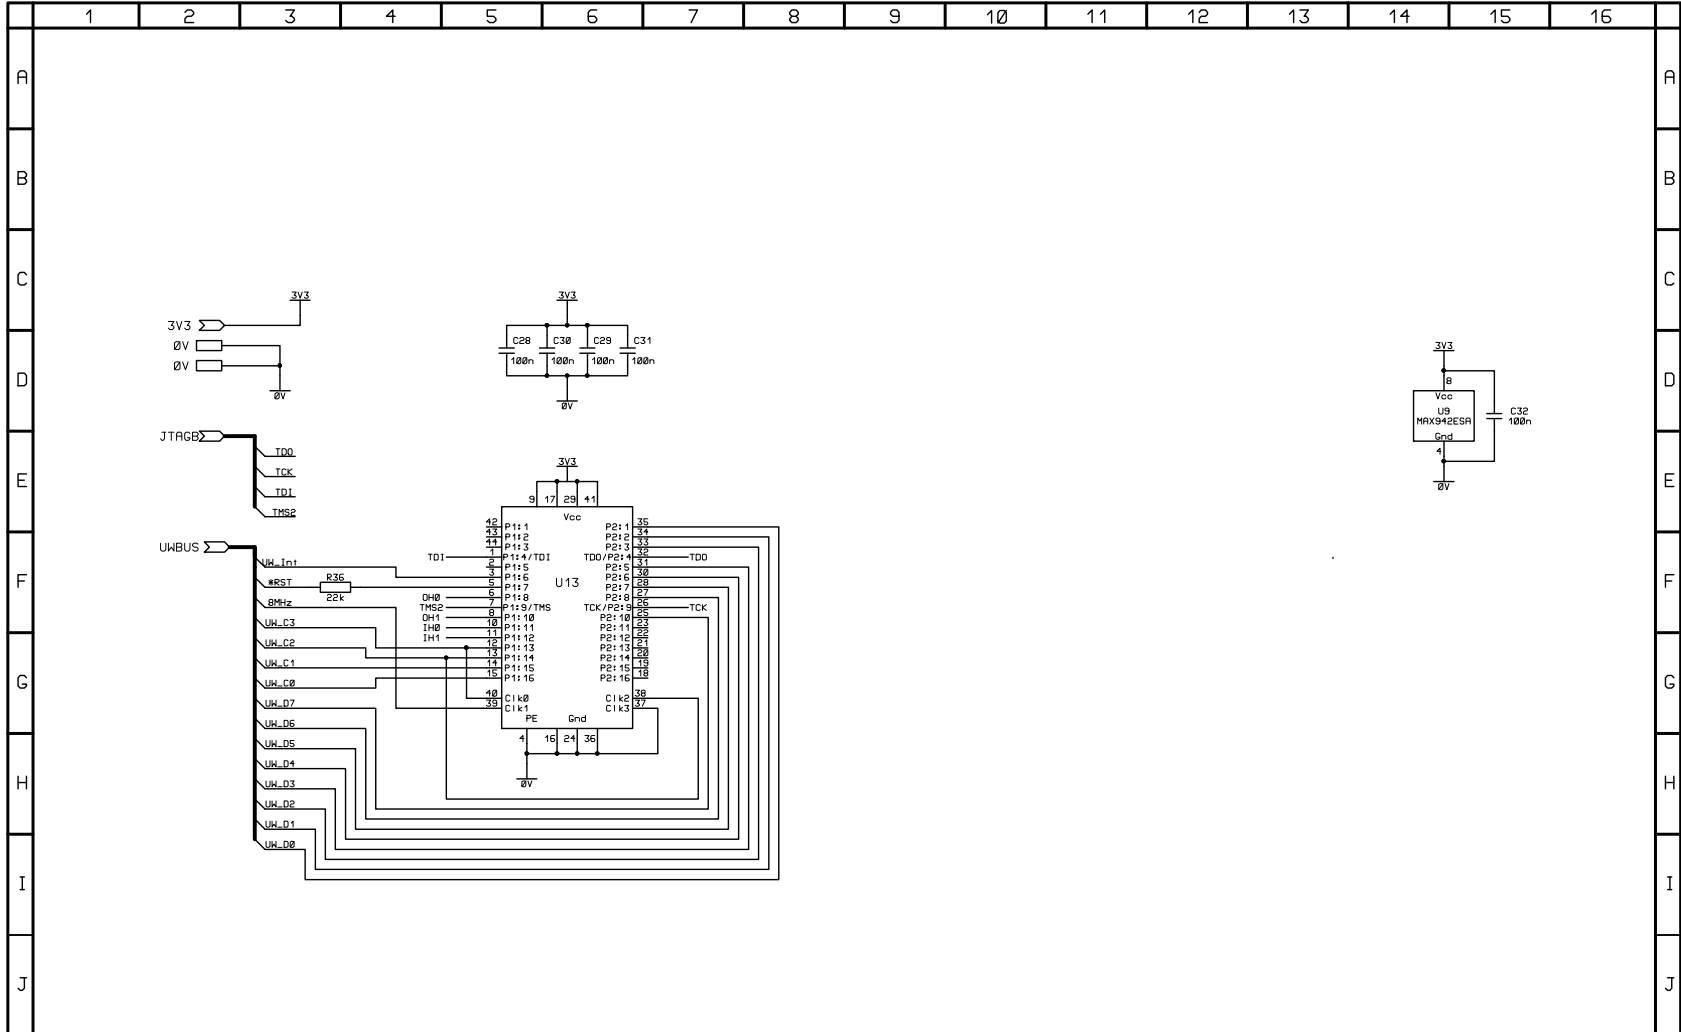 1 2 3 4 5 6 7 8 9 10 11 12 13 14 15 16
A A
B B
C C
3V3 3V3
3V3
0V
C28 C30 C29 C31
100n 100n 100n 100n
0V
0V
0V
3V3
8
Vcc
U9
MAX942ESA
Gnd
4
0V
C32
100n
D D
JTAGB
TDO
TCK
TDI
TMS2
E E
3V3
9 17 29 41
Vcc
42 P1:1 P2:1 35
43 P1:2 P2:2 34
44 P1:3 P2:3 33
TDI 1 P1:4/TDI TDO/P2:4 32 TDO
2 P1:5 P2:5 31
3 P1:6 P2:6 30
5 P1:7 P2:7 28
OH0 6 P1:8 P2:8 27
TMS2 7 P1:9/TMS TCK/P2:9 26 TCK
OH1 8 P1:10 P2:10 25
IH0 10 P1:11 P2:11 23
IH1 11 P1:12 P2:12 22
12 P1:13 P2:13 21
13 P1:14 P2:14 20
14 P1:15 P2:15 19
15 P1:16 P2:16 18
40 Clk0 Clk2 38
39 Clk1 Clk3 37
U13
PE Gnd
4 16 24 36
0V
UWBUS
UW_Int
*RST
R36
22k
8MHz
UW_C3
UW_C2
UW_C1
UW_C0
UW_D7
UW_D6
UW_D5
UW_D4
UW_D3
UW_D2
UW_D1
UW_D0
F F
G G
H H
I I
J J